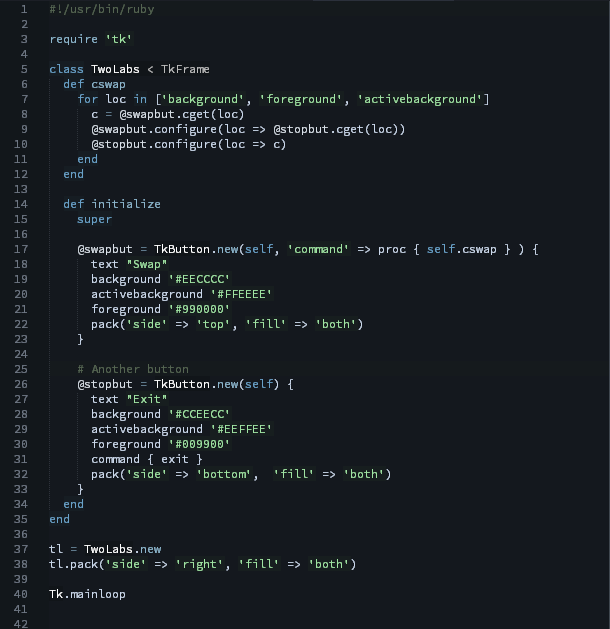 1 #!/usr/bin/ruby
2
3 require 'tk'
4
5 class TwoLabs < TkFrame
6   def cswap
7     for loc in ['background', 'foreground', 'activebackground']
8       c = @swapbut.cget(loc)
9       @swapbut.configure(loc => @stopbut.cget(loc))
10       @stopbut.configure(loc => c)
11     end
12   end
13
14   def initialize
15     super
16
17     @swapbut = TkButton.new(self, 'command' => proc { self.cswap } ) {
18       text "Swap"
19       background '#EECCCC'
20       activebackground '#FFEEEE'
21       foreground '#990000'
22       pack('side' => 'top', 'fill' => 'both')
23     }
24
25     # Another button
26     @stopbut = TkButton.new(self) {
27       text "Exit"
28       background '#CCEECC'
29       activebackground '#EEFFEE'
30       foreground '#009900'
31       command { exit }
32       pack('side' => 'bottom',  'fill' => 'both')
33     }
34   end
35 end
36
37 tl = TwoLabs.new
38 tl.pack('side' => 'right', 'fill' => 'both')
39
40 Tk.mainloop
41
42